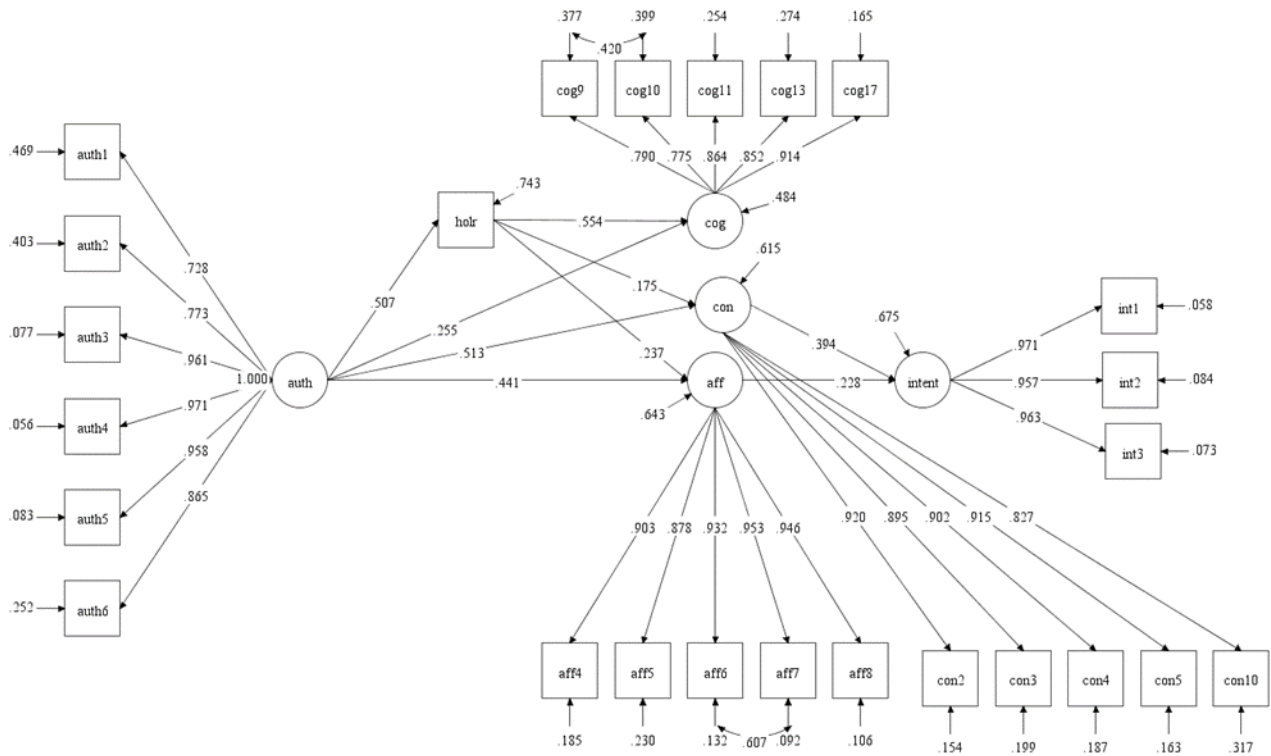 .377 .399 .254 .274 .165
.420
cog9 cog10 cog11 cog13 cog17
.469 auth1
.790 .775 .864 .852 .914
.743
.484
holr .554 cog
.403 auth2
.728
.615
.773 .507 .175 con
.255
.675
int1 .058
.077 auth3
.961 .513 .237 .394 .971
1.000 auth .441 aff .228 intent .957 int2 .084
.971 .643 .963
.056 auth4
.958
int3 .073
.865
.083 auth5
.903 .878 .932 .953 .946 .920 .895 .902 .915 .827
.252 auth6
aff4 aff5 aff6 aff7 aff8 con2 con3 con4 con5 con10
.185 .230 .132 .607 .092 .106 .154 .199 .187 .163 .317